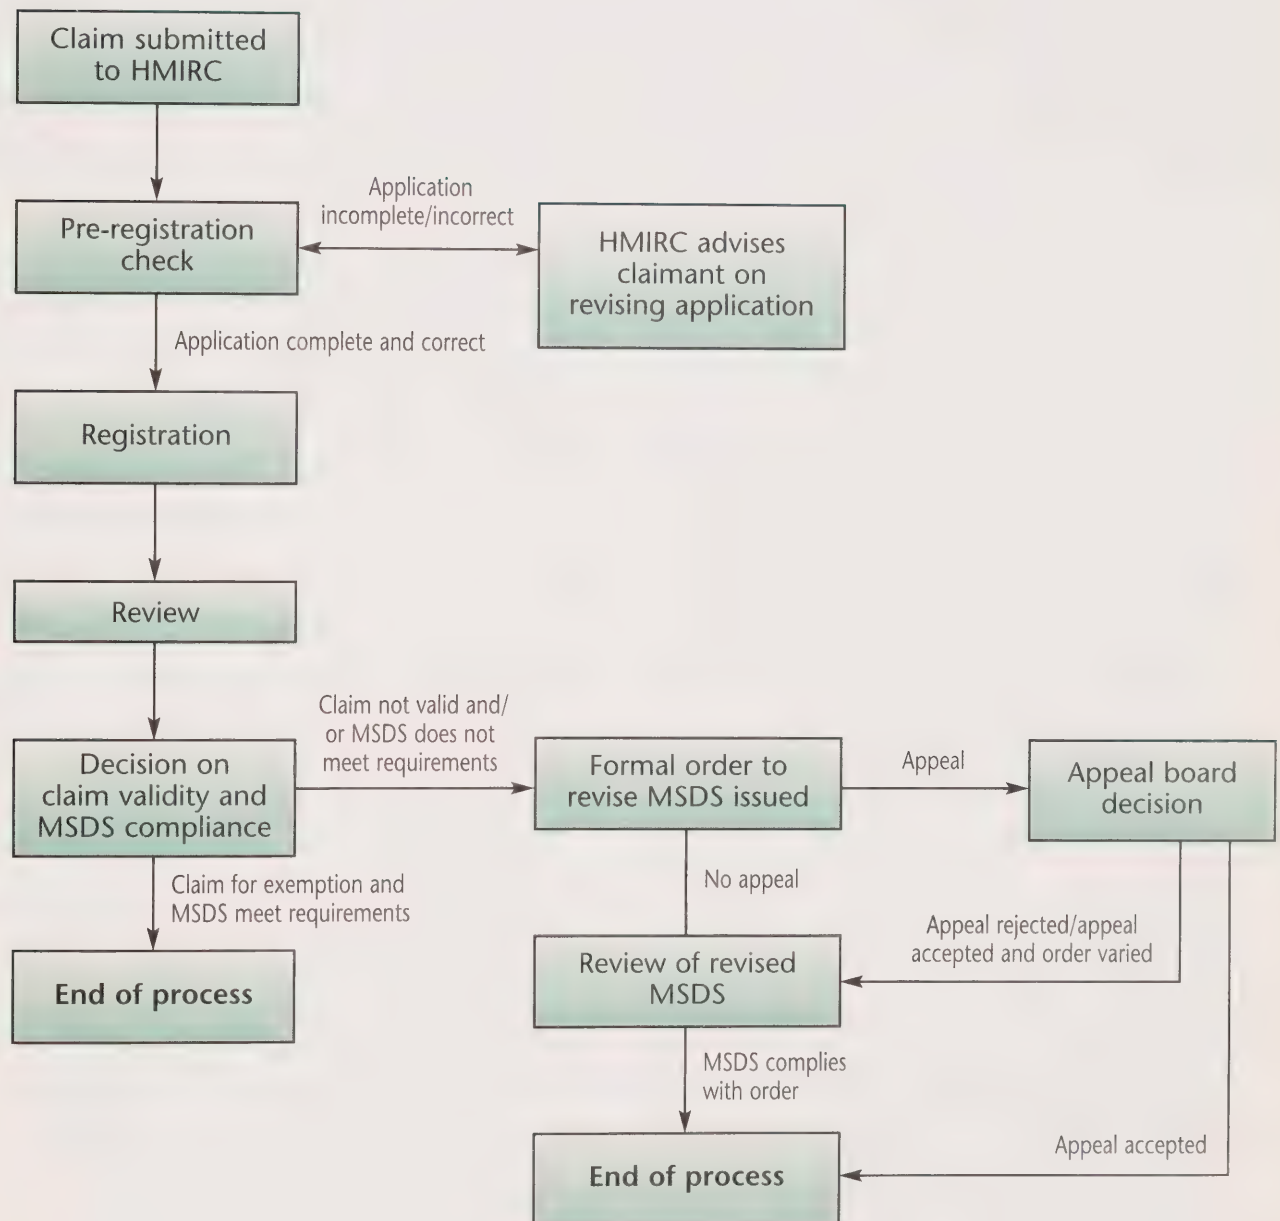 Claim submitted
to HMIRC
Application
incomplete/incorrect
Pre-registration
check
HMIRC advises
claimant on
revising application
Application complete and correct
Registration
Review
Claim not valid and/
or MSDS does not
meet requirements
Decision on
claim validity and
MSDS compliance
Formal order to
revise MSDS issued
Appeal
Appeal board
decision
Claim for exemption and
MSDS meet requirements
No appeal
Appeal rejected/appeal
accepted and order varied
End of process
Review of revised
MSDS
MSDS complies
with order
Appeal accepted
End of process